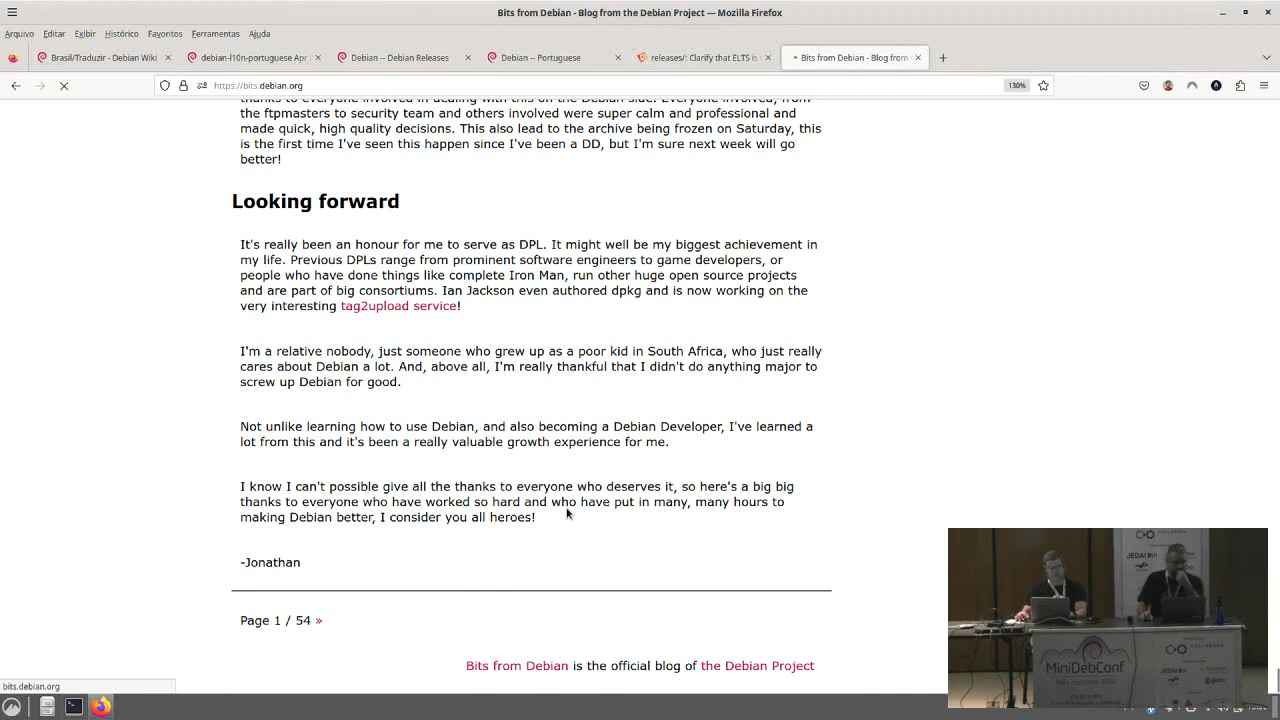 Bits from Debian - Blog from the Debian Project — Mozilla Firefox
Arquivo Editar Exibir Histórico Favoritos Ferramentas Ajuda
Brasil/Traduzir - Debian Wiki
debian-l10n-portuguese Apr
Debian -- Debian Releases
Debian -- Portuguese
releases/: Clarify that ELTS is
Bits from Debian - Blog from
https://bits.debian.org
130%
thanks to everyone involved in dealing with this on the Debian side. Everyone involved, from
the ftpmasters to security team and others involved were super calm and professional and
made quick, high quality decisions. This also lead to the archive being frozen on Saturday, this
is the first time I've seen this happen since I've been a DD, but I'm sure next week will go
better!
Looking forward
It's really been an honour for me to serve as DPL. It might well be my biggest achievement in
my life. Previous DPLs range from prominent software engineers to game developers, or
people who have done things like complete Iron Man, run other huge open source projects
and are part of big consortiums. Ian Jackson even authored dpkg and is now working on the
very interesting tag2upload service!
I'm a relative nobody, just someone who grew up as a poor kid in South Africa, who just really
cares about Debian a lot. And, above all, I'm really thankful that I didn't do anything major to
screw up Debian for good.
Not unlike learning how to use Debian, and also becoming a Debian Developer, I've learned a
lot from this and it's been a really valuable growth experience for me.
I know I can't possible give all the thanks to everyone who deserves it, so here's a big big
thanks to everyone who have worked so hard and who have put in many, many hours to
making Debian better, I consider you all heroes!
-Jonathan
Page 1 / 54 »
Bits from Debian is the official blog of the Debian Project
bits.debian.org
COLLABORA
MiniDebConf